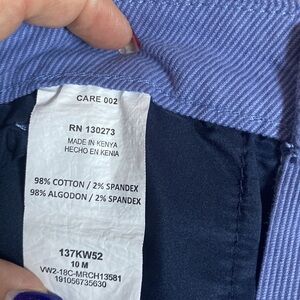 CARE 002
RN 130273
MADE IN KENYA
HECHO EN KENIA
98% COTTON / 2% SPANDEX
98% ALGODON / 2% SPANDEX
137KW52
10 M
VW2-18C-MRCH13581
191056735630